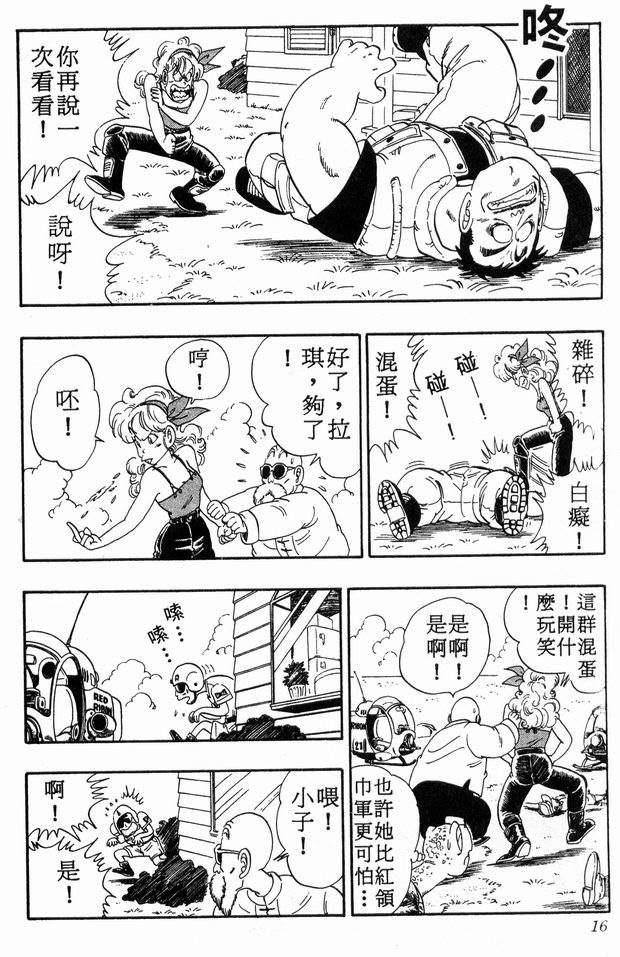 咚……
你再說一
次看看！
說呀！
雜碎！
碰—！
碰—！
混蛋！
白癡！
好了，拉
琪，夠了
！
哼！
呸！
這群混蛋
！開什
麼玩笑
！
是啊！
是啊！
RIBON
21
也許她比紅領
巾軍更可怕…
嗦…
嗦…
RED
RIBON
喂！
小子！
啊！
是！
16